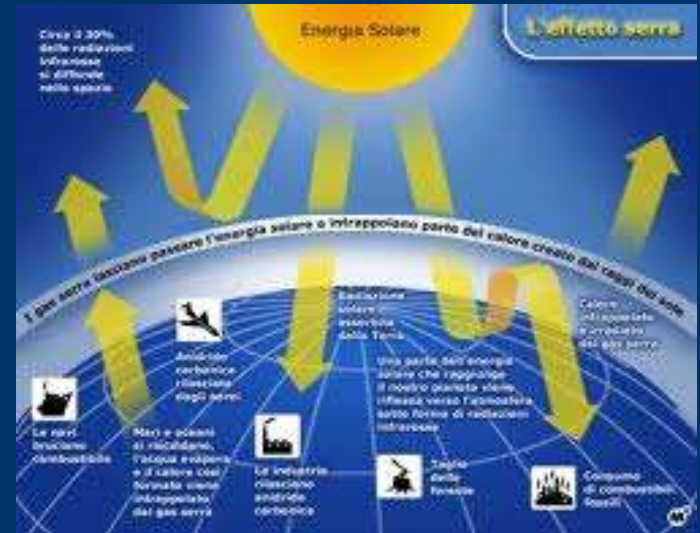 Energia Solare
L'effetto serra
Circa il 30%
delle radiazioni
infrarosse
si diffonde
nello spazio
I gas serra lasciano passare l'energia solare e intrappolano parte del calore creato dai raggi del sole
Radiazione
solare
assorbita
dalla Terra
Calore
intrappolato
e irradiato
dai gas serra
Anidride
carbonica
rilasciata
dagli aerei
Una parte dell'energia
solare che raggiunge
il nostro pianeta viene
riflessa verso l'atmosfera
sotto forma di radiazioni
infrarosse
Le navi
bruciano
combustibile
Mari e oceani
si riscaldano,
l'acqua evapora
e il calore così
formato viene
intrappolato
dai gas serra
Le industrie
rilasciano
anidride
carbonica
Taglio
delle
foreste
Consumo
di combustibili
fossili